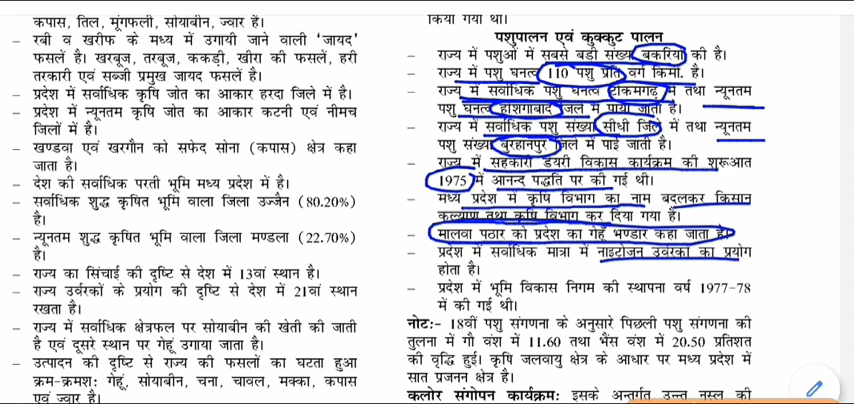 कपास, तिल, मूंगफली, सोयाबीन, ज्वार हैं।
– रबी व खरीफ के मध्य में उगायी जाने वाली 'जायद'
फसलें है। खरबूज, तरबूज, ककड़ी, खीरा की फसलें, हरी
तरकारी एवं सब्जी प्रमुख जायद फसलें है।
– प्रदेश में सर्वाधिक कृषि जोत का आकार हरदा जिले में है।
– प्रदेश में न्यूनतम कृषि जोत का आकार कटनी एवं नीमच
जिलों में है।
– खण्डवा एवं खरगौन को सफेद सोना (कपास) क्षेत्र कहा
जाता है।
– देश की सर्वाधिक परती भूमि मध्य प्रदेश में है।
– सर्वाधिक शुद्ध कृषित भूमि वाला जिला उज्जैन (80.20%)
है।
– न्यूनतम शुद्ध कृषित भूमि वाला जिला मण्डला (22.70%)
है।
– राज्य का सिंचाई की दृष्टि से देश में 13वां स्थान है।
– राज्य उर्वरकों के प्रयोग की दृष्टि से देश में 21वां स्थान
रखता है।
– राज्य में सर्वाधिक क्षेत्रफल पर सोयाबीन की खेती की जाती
है एवं दूसरे स्थान पर गेहूं उगाया जाता है।
– उत्पादन की दृष्टि से राज्य की फसलों का घटता हुआ
क्रम-क्रमशः गेहूं, सोयाबीन, चना, चावल, मक्का, कपास
एवं ज्वार है।
किया गया था।
पशुपालन एवं कुक्कुट पालन
– राज्य में पशुओं में सबसे बड़ी संख्या बकरियों की है।
– राज्य में पशु घनत्व 110 पशु प्रति वर्ग किमी. है।
– राज्य में सर्वाधिक पशु घनत्व टीकमगढ़ में तथा न्यूनतम
पशु घनत्व होशंगाबाद जिले में पाया जाता है।
– राज्य में सर्वाधिक पशु संख्या सीधी जिले में तथा न्यूनतम
पशु संख्या बुरहानपुर जिले में पाई जाती है।
– राज्य में सहकारी डेयरी विकास कार्यक्रम की शुरूआत
1975 में आनन्द पद्धति पर की गई थी।
– मध्य प्रदेश में कृषि विभाग का नाम बदलकर किसान
कल्याण तथा कृषि विभाग कर दिया गया है।
– मालवा पठार को प्रदेश का गेहूं भण्डार कहा जाता है।
– प्रदेश में सर्वाधिक मात्रा में नाइट्रोजन उर्वरकों का प्रयोग
होता है।
– प्रदेश में भूमि विकास निगम की स्थापना वर्ष 1977-78
में की गई थी।
नोटः- 18वीं पशु संगणना के अनुसारे पिछली पशु संगणना की
तुलना में गौ वंश में 11.60 तथा भैंस वंश में 20.50 प्रतिशत
की वृद्धि हुई। कृषि जलवायु क्षेत्र के आधार पर मध्य प्रदेश में
सात प्रजनन क्षेत्र है।
कलोर संगोपन कार्यक्रमः इसके अन्तर्गत उन्नत नस्ल की